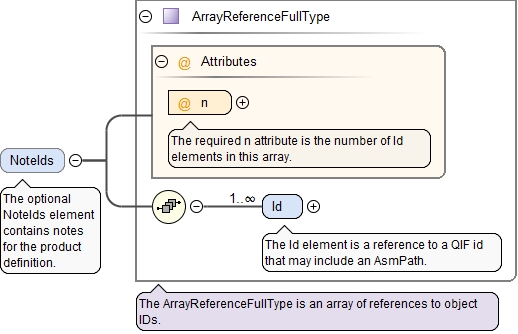 ArrayReferenceFullType
@ Attributes
@ n
The required n attribute is the number of Id
elements in this array.
NoteIds
The optional
NoteIds element
contains notes
for the product
definition.
1..∞
Id
The Id element is a reference to a QIF id
that may include an AsmPath.
The ArrayReferenceFullType is an array of references to object
IDs.